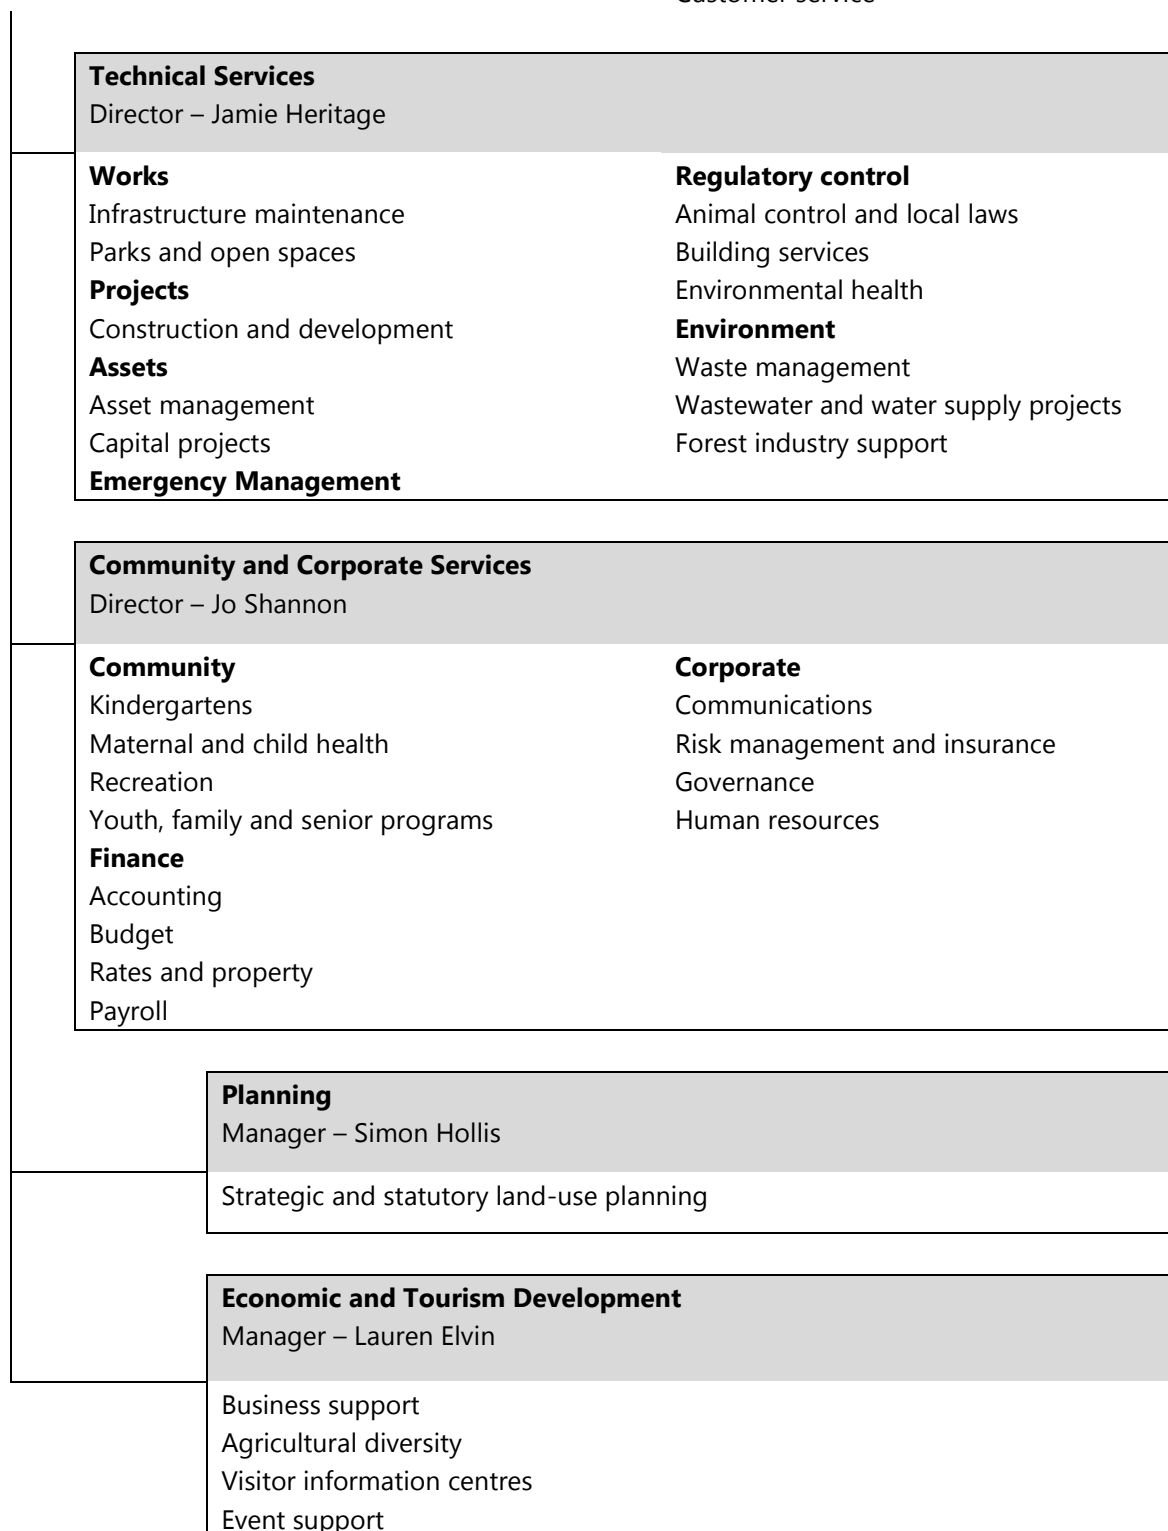 Customer service
Technical Services
Director – Jamie Heritage
Works
Infrastructure maintenance
Parks and open spaces
Projects
Construction and development
Assets
Asset management
Capital projects
Emergency Management
Regulatory control
Animal control and local laws
Building services
Environmental health
Environment
Waste management
Wastewater and water supply projects
Forest industry support
Community and Corporate Services
Director – Jo Shannon
Community
Kindergartens
Maternal and child health
Recreation
Youth, family and senior programs
Finance
Accounting
Budget
Rates and property
Payroll
Corporate
Communications
Risk management and insurance
Governance
Human resources
Planning
Manager – Simon Hollis
Strategic and statutory land-use planning
Economic and Tourism Development
Manager – Lauren Elvin
Business support
Agricultural diversity
Visitor information centres
Event support